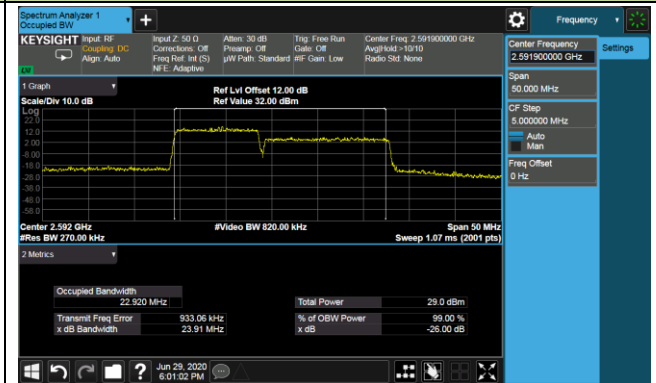 Spectrum Analyzer 1
Occupied BW
Frequency
KEYSIGHT
Input: RF
Coupling: DC
Align: Auto
Input Z: 50 Ω
Corrections: Off
Freq Ref: Int (S)
NFE: Adaptive
Atten: 30 dB
Preamp: Off
µW Path: Standard
Trig: Free Run
Gate: Off
#IF Gain: Low
Center Freq: 2.591900000 GHz
Avg|Hold:>10/10
Radio Std: None
Center Frequency
2.591900000 GHz
Settings
Span
50.000 MHz
CF Step
5.000000 MHz
Auto
Man
Freq Offset
0 Hz
1 Graph
Scale/Div 10.0 dB
Ref Lvl Offset 12.00 dB
Ref Value 32.00 dBm
Log
22.0
12.0
2.00
-8.00
-18.0
-28.0
-38.0
-48.0
-58.0
Center 2.592 GHz
#Video BW 820.00 kHz
Span 50 MHz
#Res BW 270.00 kHz
Sweep 1.07 ms (2001 pts)
2 Metrics
Occupied Bandwidth
22.920 MHz
Total Power
29.0 dBm
Transmit Freq Error
933.06 kHz
% of OBW Power
99.00 %
x dB Bandwidth
23.91 MHz
x dB
-26.00 dB
Jun 29, 2020
6:01:02 PM